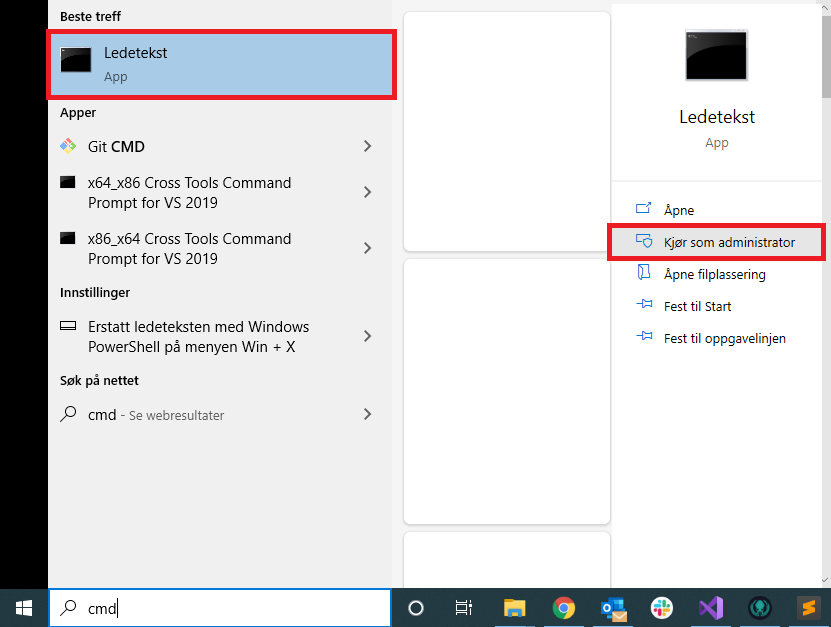 Beste treff
Ledetekst
App
Apper
Git CMD
x64_x86 Cross Tools Command
Prompt for VS 2019
x86_x64 Cross Tools Command
Prompt for VS 2019
Innstillinger
Erstatt ledeteksten med Windows
PowerShell på menyen Win + X
Søk på nettet
cmd - Se webresultater
Ledetekst
App
Åpne
Kjør som administrator
Åpne filplassering
Fest til Start
Fest til oppgavelinjen
cmd